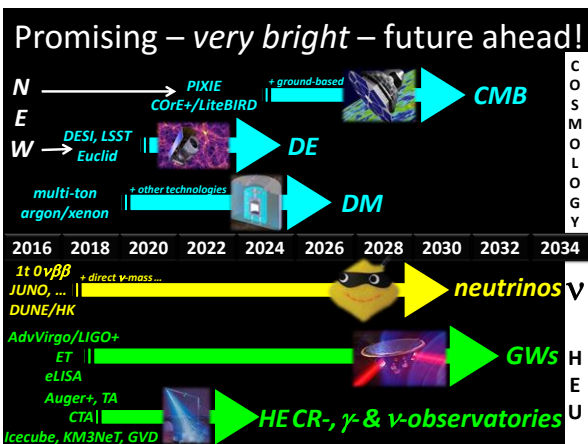 Promising – very bright – future ahead!
N
E
W
PIXIE
COrE+/LiteBIRD
+ ground-based
CMB
DESI, LSST
Euclid
DE
multi-ton
argon/xenon
+ other technologies
DM
COSMOLOGY
2016 2018 2020 2022 2024 2026 2028 2030 2032 2034
1t 0νββ
JUNO, ...
DUNE/HK
+ direct ν-mass ...
neutrinos
ν
AdvVirgo/LIGO+
ET
eLISA
GWs
Auger+, TA
CTA
Icecube, KM3NeT, GVD
HE CR-, γ- & ν-observatories
HEU